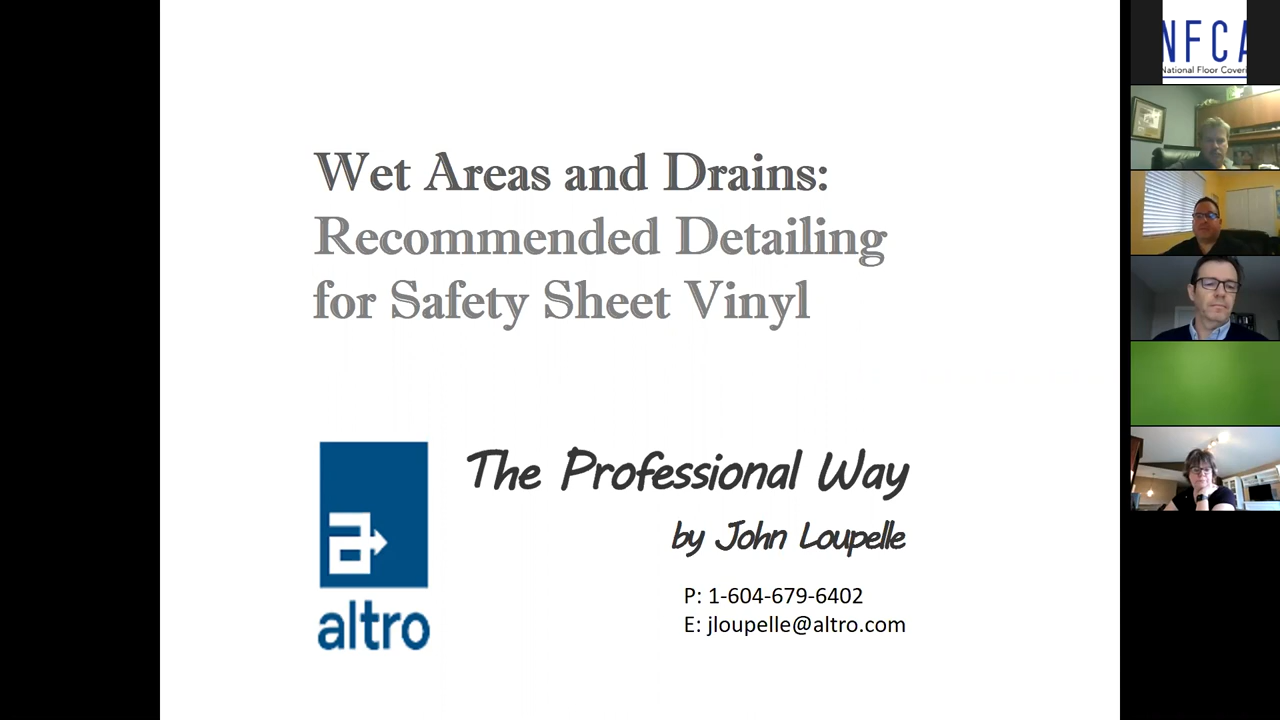 Wet Areas and Drains:
Recommended Detailing
for Safety Sheet Vinyl
The Professional Way
by John Loupelle
altro
P: 1-604-679-6402
E: jloupelle@altro.com
NFCA
National Floor Coveri